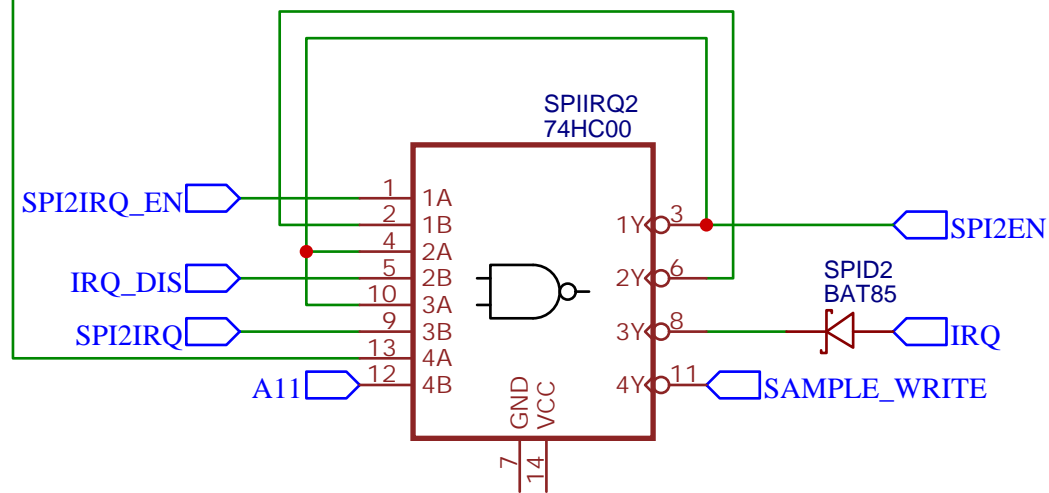 SPIIRQ2
74HC00
SPI2IRQ_EN 1 1A
2 1B
4 2A
IRQ_DIS 5 2B
10 3A
SPI2IRQ 9 3B
13 4A
A11 12 4B
1Y 3 SPI2EN
2Y 6
SPID2
BAT85
3Y 8 IRQ
4Y 11 SAMPLE_WRITE
GND 7
VCC 14